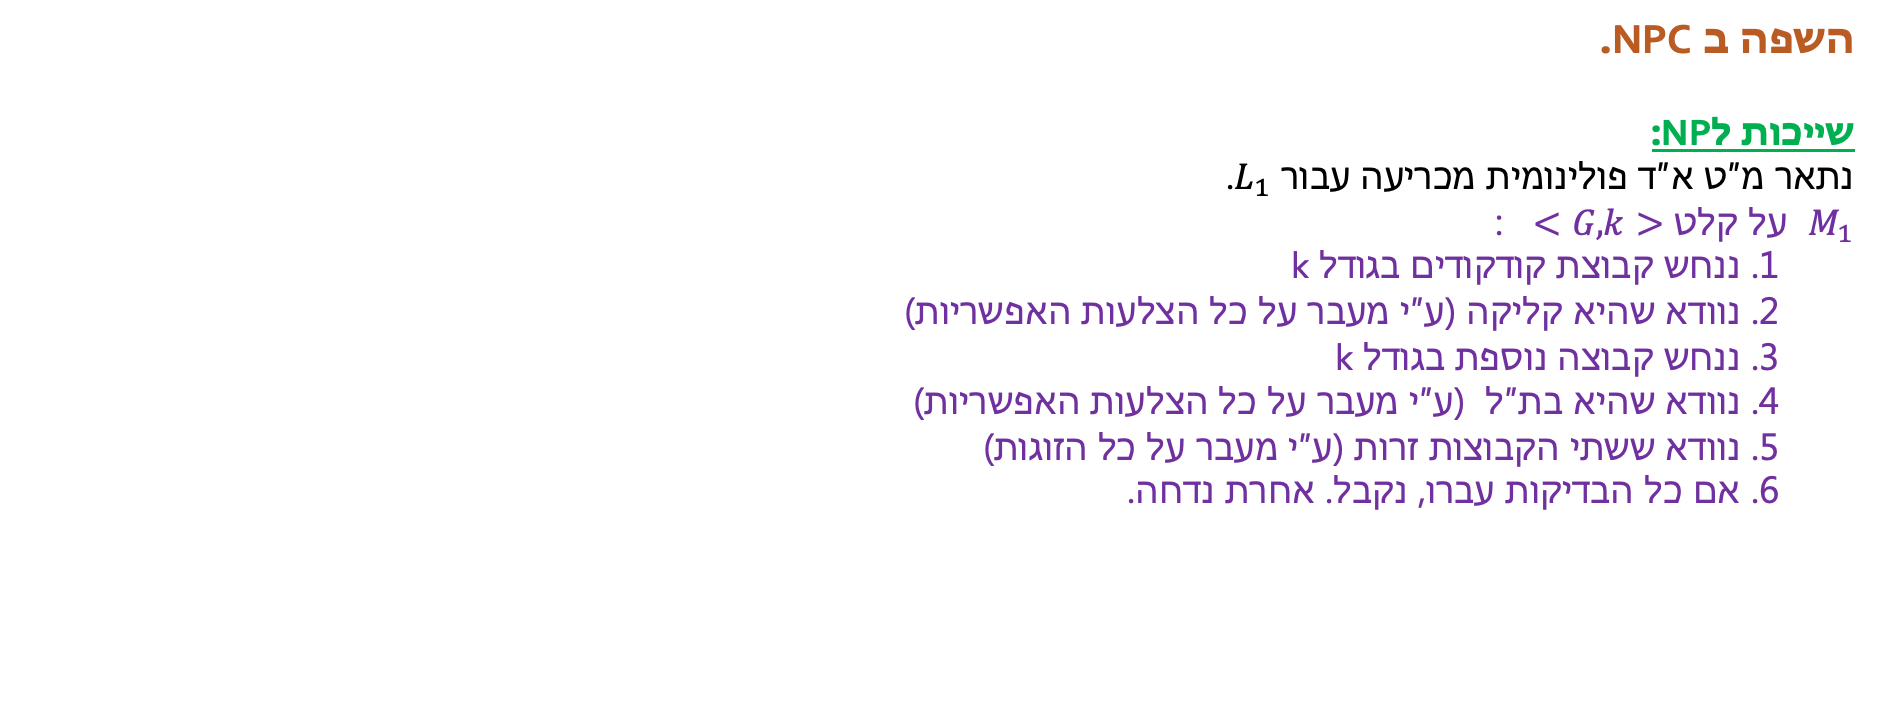 השפה ב NPC.
שייכות לNP:
נתאר מ"ט א"ד פולינומית מכריעה עבור L₁.
M₁ על קלט <G,k> :
1. ננחש קבוצת קודקודים בגודל k
2. נוודא שהיא קליקה (ע"י מעבר על כל הצלעות האפשריות)
3. ננחש קבוצה נוספת בגודל k
4. נוודא שהיא בת"ל (ע"י מעבר על כל הצלעות האפשריות)
5. נוודא ששתי הקבוצות זרות (ע"י מעבר על כל הזוגות)
6. אם כל הבדיקות עברו, נקבל. אחרת נדחה.